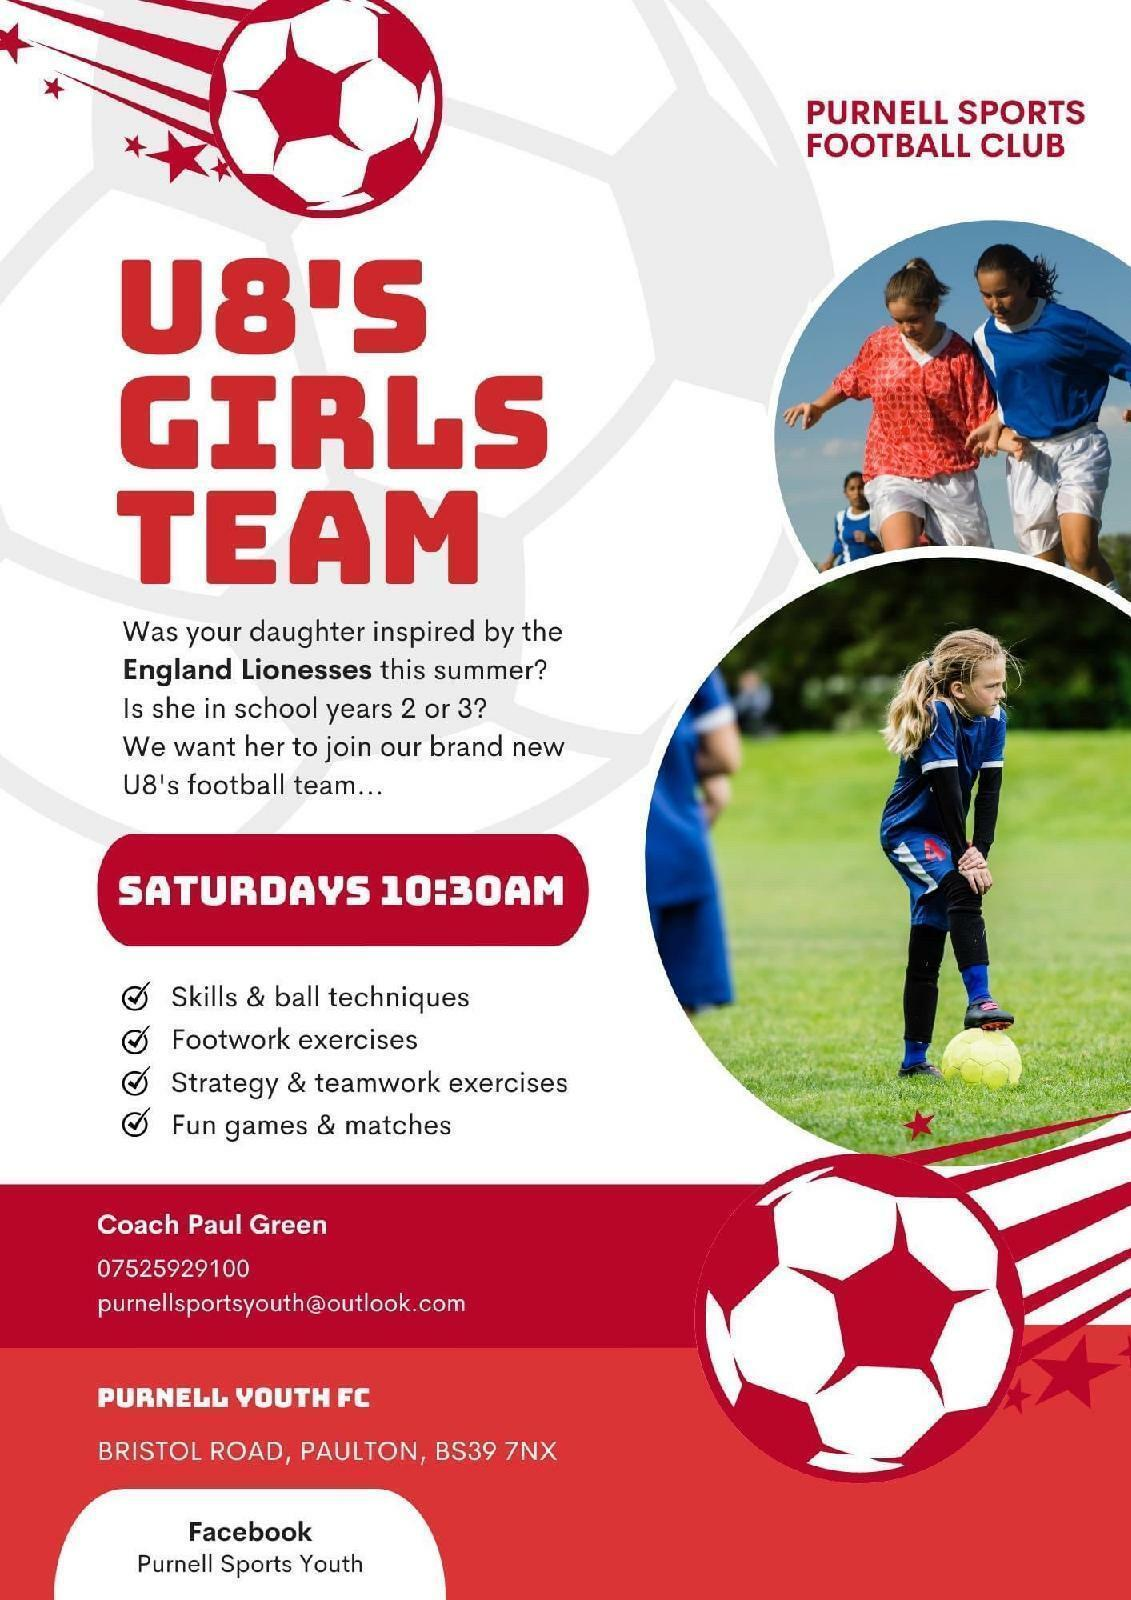 PURNELL SPORTS
FOOTBALL CLUB
U8'S
GIRLS
TEAM
Was your daughter inspired by the
England Lionesses this summer?
Is she in school years 2 or 3?
We want her to join our brand new
U8's football team...
SATURDAYS 10:30AM
Skills & ball techniques
Footwork exercises
Strategy & teamwork exercises
Fun games & matches
Coach Paul Green
07525929100
purnellsportsyouth@outlook.com
PURNELL YOUTH FC
BRISTOL ROAD, PAULTON, BS39 7NX
Facebook
Purnell Sports Youth